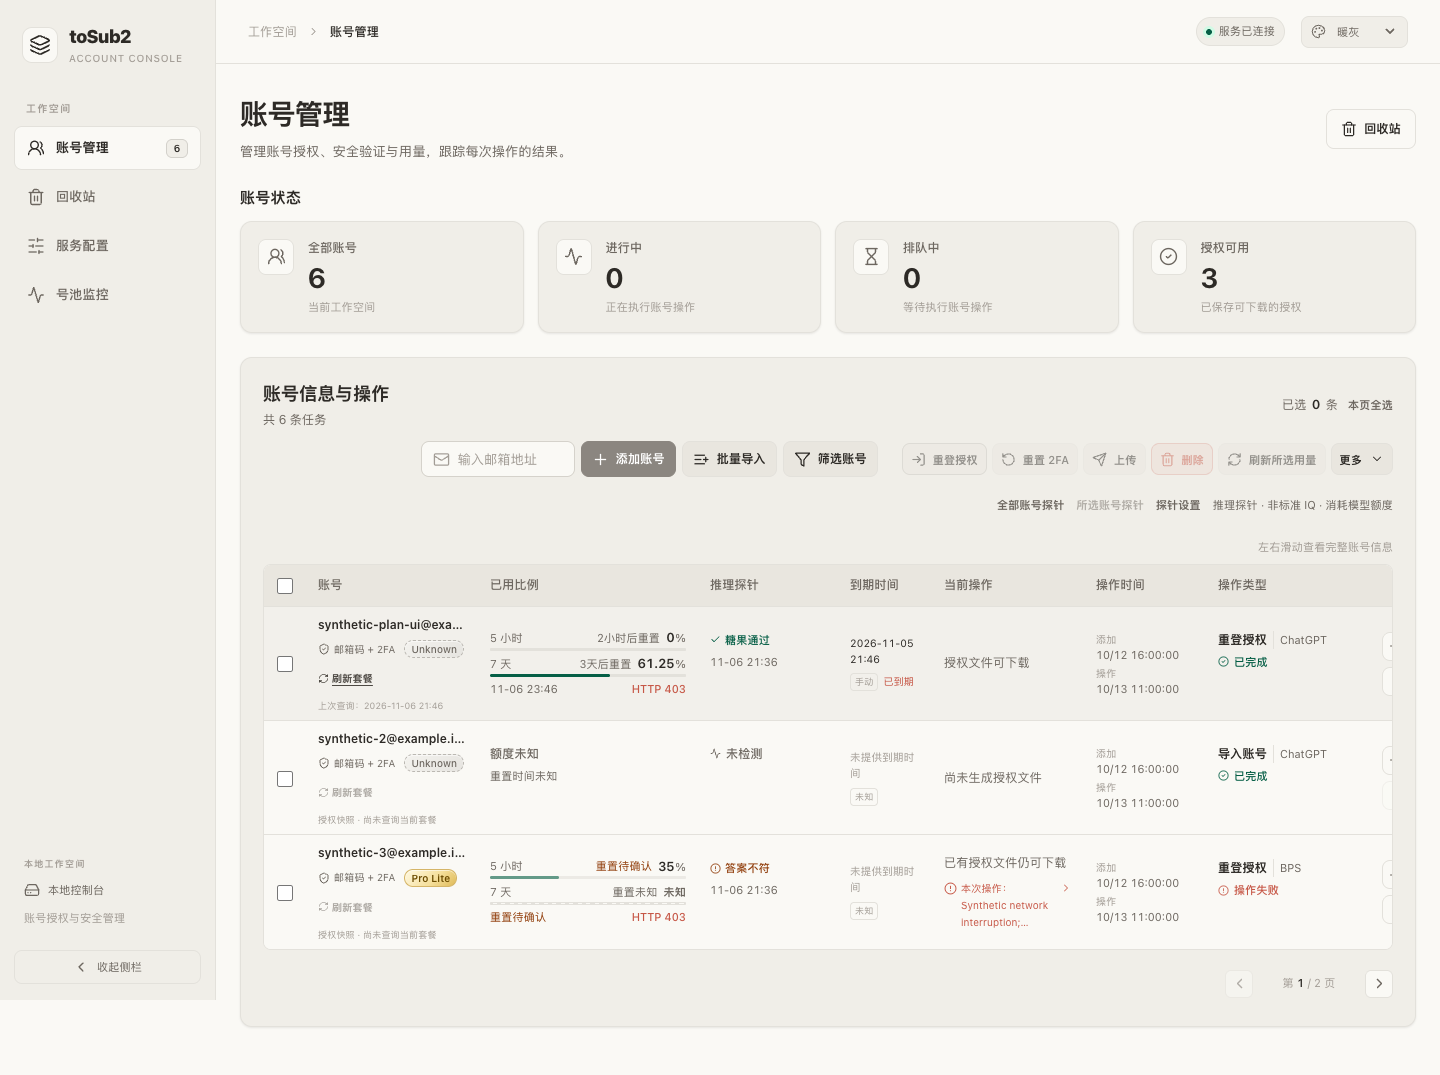 toSub2
ACCOUNT CONSOLE
工作空间
账号管理
6
回收站
服务配置
号池监控
本地工作空间
本地控制台
账号授权与安全管理
收起侧栏
工作空间 > 账号管理
服务已连接
暖灰
账号管理
管理账号授权、安全验证与用量，跟踪每次操作的结果。
回收站
账号状态
全部账号
6
当前工作空间
进行中
0
正在执行账号操作
排队中
0
等待执行账号操作
授权可用
3
已保存可下载的授权
账号信息与操作
共 6 条任务
已选 0 条 本页全选
输入邮箱地址
添加账号
批量导入
筛选账号
重登授权
重置 2FA
上传
删除
刷新所选用量
更多
全部账号探针 所选账号探针 探针设置 推理探针 · 非标准 IQ · 消耗模型额度
左右滑动查看完整账号信息
账号 已用比例 推理探针 到期时间 当前操作 操作时间 操作类型
synthetic-plan-ui@exa...
邮箱码 + 2FA Unknown
刷新套餐
上次查询：2026-11-06 21:46
5 小时 2小时后重置 0%
7 天 3天后重置 61.25%
11-06 23:46 HTTP 403
糖果通过
11-06 21:36
2026-11-05
21:46
手动 已到期
授权文件可下载
添加
10/12 16:00:00
操作
10/13 11:00:00
重登授权 ChatGPT
已完成
synthetic-2@example.i...
邮箱码 + 2FA Unknown
刷新套餐
授权快照 · 尚未查询当前套餐
额度未知
重置时间未知
未检测
未提供到期时
间
未知
尚未生成授权文件
添加
10/12 16:00:00
操作
10/13 11:00:00
导入账号 ChatGPT
已完成
synthetic-3@example.i...
邮箱码 + 2FA Pro Lite
刷新套餐
授权快照 · 尚未查询当前套餐
5 小时 重置待确认 35%
7 天 重置未知 未知
重置待确认 HTTP 403
答案不符
11-06 21:36
未提供到期时
间
未知
已有授权文件仍可下载
本次操作：
Synthetic network
interruption;...
添加
10/12 16:00:00
操作
10/13 11:00:00
重登授权 BPS
操作失败
第 1 / 2 页